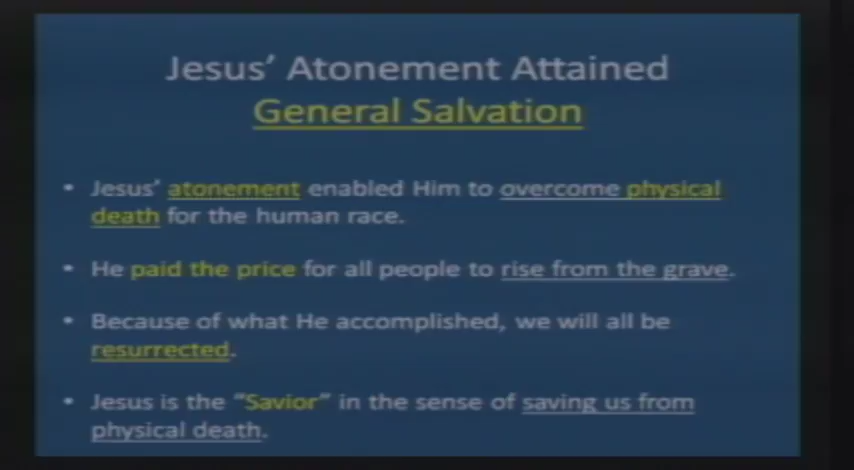 Jesus' Atonement Attained
General Salvation
• Jesus' atonement enabled Him to overcome physical
death for the human race.
• He paid the price for all people to rise from the grave.
• Because of what He accomplished, we will all be
resurrected.
• Jesus is the "Savior" in the sense of saving us from
physical death.